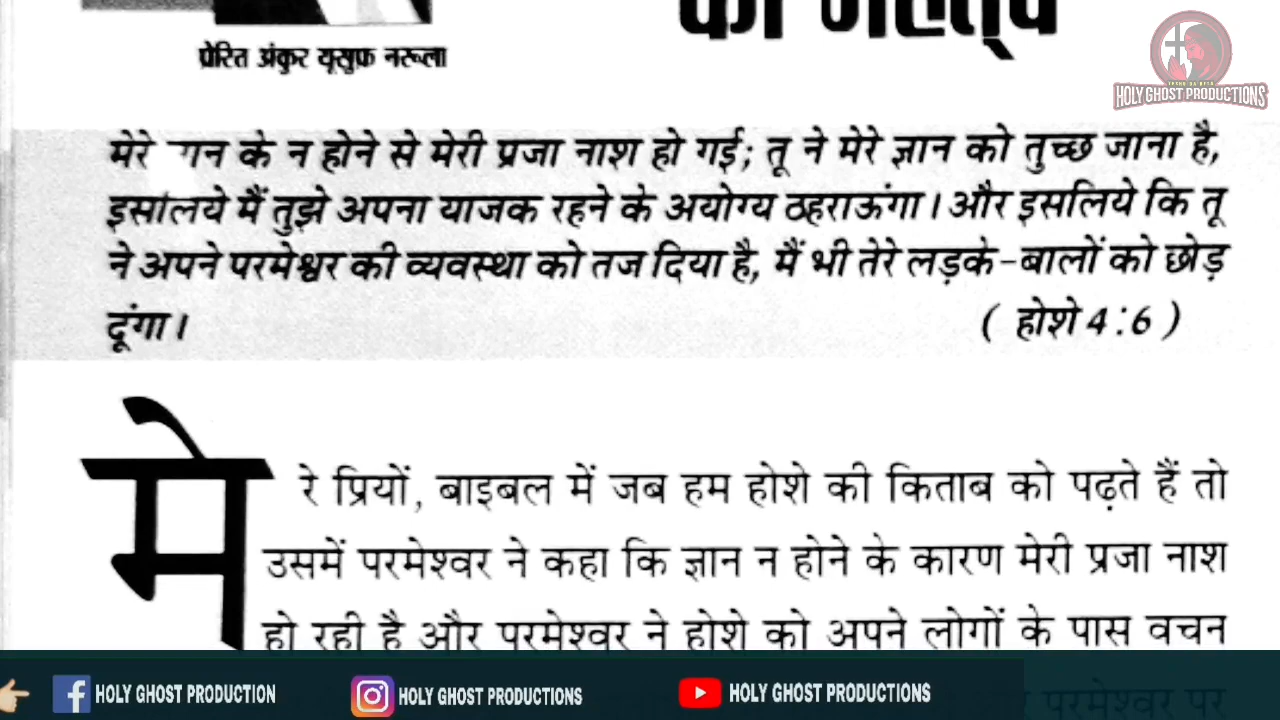 का महत्व
प्रेरित अंकुर यूसुफ़ नरूला
HOLY GHOST PRODUCTIONS
मेरे के न होने से मेरी प्रजा नाश हो गई; तू ने मेरे ज्ञान को तुच्छ जाना है,
इसलिये मैं तुझे अपना याजक रहने के अयोग्य ठहराऊंगा। और इसलिये कि तू
ने अपने परमेश्वर की व्यवस्था को तज दिया है, मैं भी तेरे लड़के-बालों को छोड़
दूंगा। ( होशे 4:6 )
मेरे प्रियों, बाइबल में जब हम होशे की किताब को पढ़ते हैं तो
उसमें परमेश्वर ने कहा कि ज्ञान न होने के कारण मेरी प्रजा नाश
हो रही है और परमेश्वर ने होशे को अपने लोगों के पास वचन
HOLY GHOST PRODUCTION HOLY GHOST PRODUCTIONS HOLY GHOST PRODUCTIONS